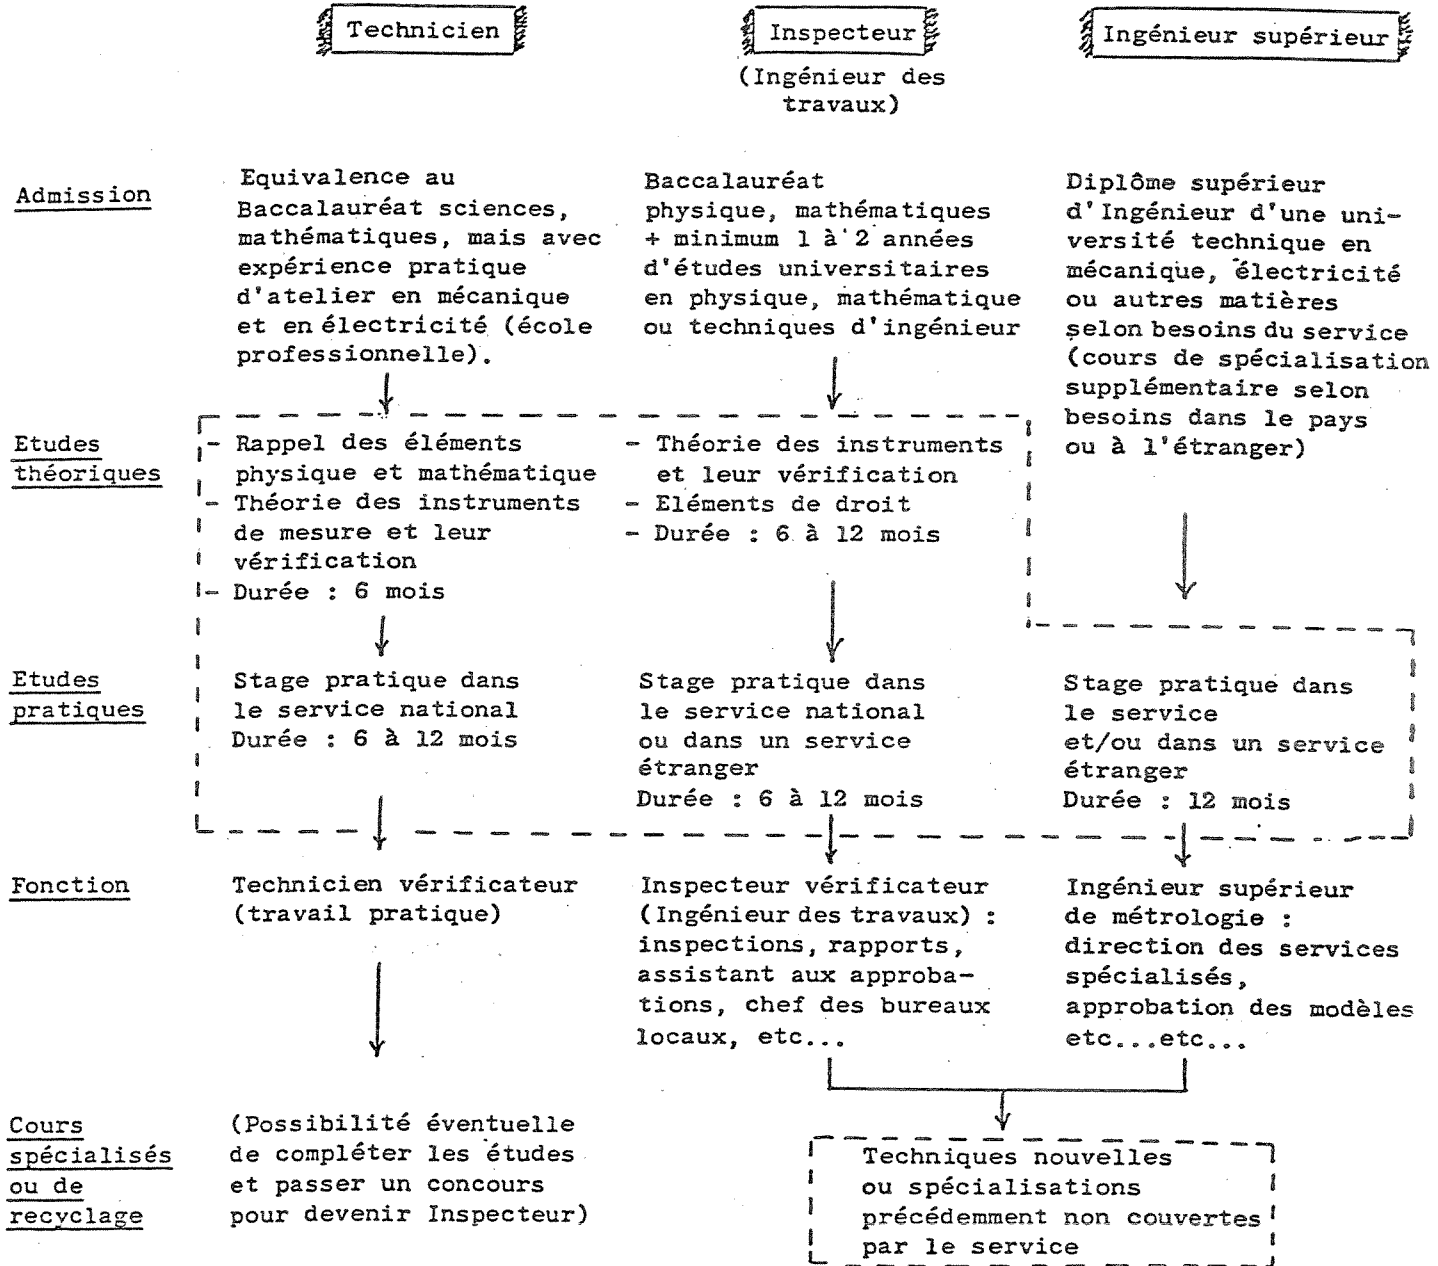 Technicien
Inspecteur
Ingénieur supérieur
(Ingénieur des
travaux)
Admission
Equivalence au
Baccalauréat sciences,
mathématiques, mais avec
expérience pratique
d'atelier en mécanique
et en électricité (école
professionnelle).
Baccalauréat
physique, mathématiques
+ minimum 1 à 2 années
d'études universitaires
en physique, mathématique
ou techniques d'ingénieur
Diplôme supérieur
d'Ingénieur d'une uni-
versité technique en
mécanique, électricité
ou autres matières
selon besoins du service
(cours de spécialisation
supplémentaire selon
besoins dans le pays
ou à l'étranger)
Etudes
théoriques
- Rappel des éléments
physique et mathématique
- Théorie des instruments
de mesure et leur
vérification
- Durée : 6 mois
- Théorie des instruments
et leur vérification
- Eléments de droit
- Durée : 6 à 12 mois
Etudes
pratiques
Stage pratique dans
le service national
Durée : 6 à 12 mois
Stage pratique dans
le service national
ou dans un service
étranger
Durée : 6 à 12 mois
Stage pratique dans
le service
et/ou dans un service
étranger
Durée : 12 mois
Fonction
Technicien vérificateur
(travail pratique)
Inspecteur vérificateur
(Ingénieur des travaux) :
inspections, rapports,
assistant aux approba-
tions, chef des bureaux
locaux, etc...
Ingénieur supérieur
de métrologie :
direction des services
spécialisés,
approbation des modèles
etc...etc...
Cours
spécialisés
ou de
recyclage
(Possibilité éventuelle
de compléter les études
et passer un concours
pour devenir Inspecteur)
Techniques nouvelles
ou spécialisations
précédemment non couvertes
par le service